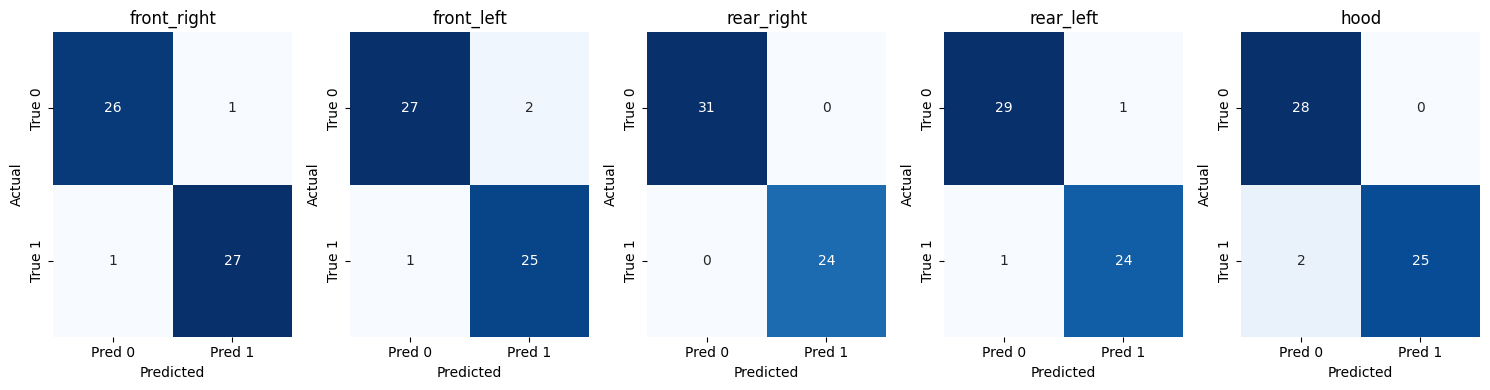 front_right
True 0
26
1
Actual
True 1
1
27
Pred 0
Pred 1
Predicted
front_left
True 0
27
2
Actual
True 1
1
25
Pred 0
Pred 1
Predicted
rear_right
True 0
31
0
Actual
True 1
0
24
Pred 0
Pred 1
Predicted
rear_left
True 0
29
1
Actual
True 1
1
24
Pred 0
Pred 1
Predicted
hood
True 0
28
0
Actual
True 1
2
25
Pred 0
Pred 1
Predicted